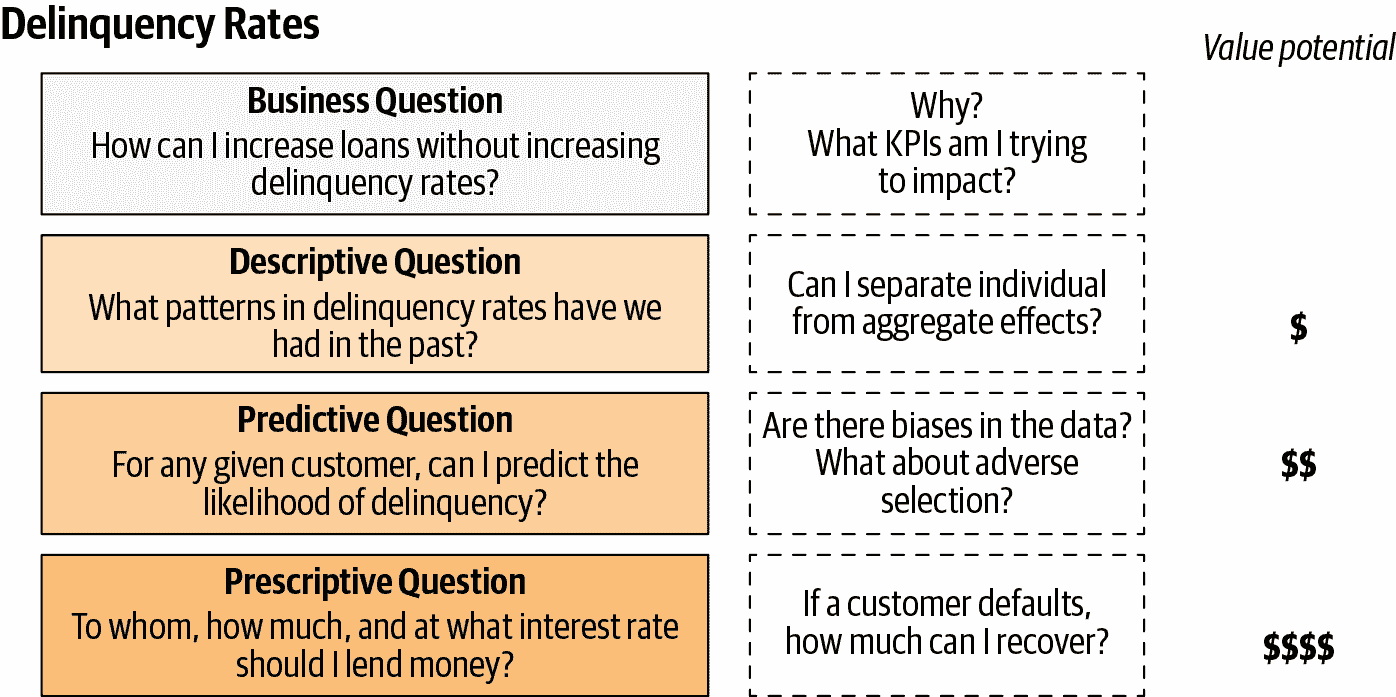 Delinquency Rates
Value potential
Business Question
How can I increase loans without increasing
delinquency rates?
Why?
What KPIs am I trying
to impact?
Descriptive Question
What patterns in delinquency rates have we
had in the past?
Can I separate individual
from aggregate effects?
$
Predictive Question
For any given customer, can I predict the
likelihood of delinquency?
Are there biases in the data?
What about adverse
selection?
$$
Prescriptive Question
To whom, how much, and at what interest rate
should I lend money?
If a customer defaults,
how much can I recover?
$$$$